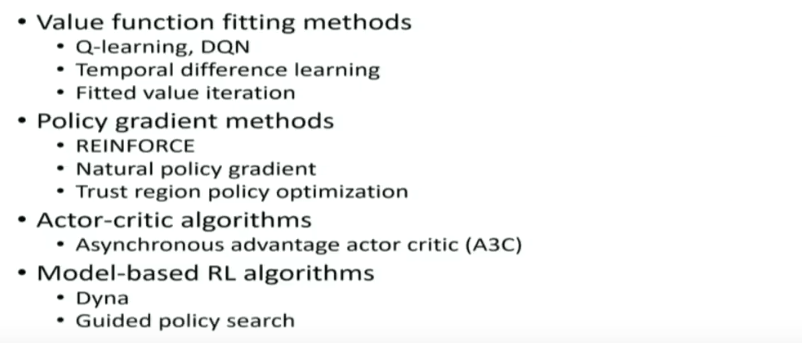 • Value function fitting methods
• Q-learning, DQN
• Temporal difference learning
• Fitted value iteration
• Policy gradient methods
• REINFORCE
• Natural policy gradient
• Trust region policy optimization
• Actor-critic algorithms
• Asynchronous advantage actor critic (A3C)
• Model-based RL algorithms
• Dyna
• Guided policy search